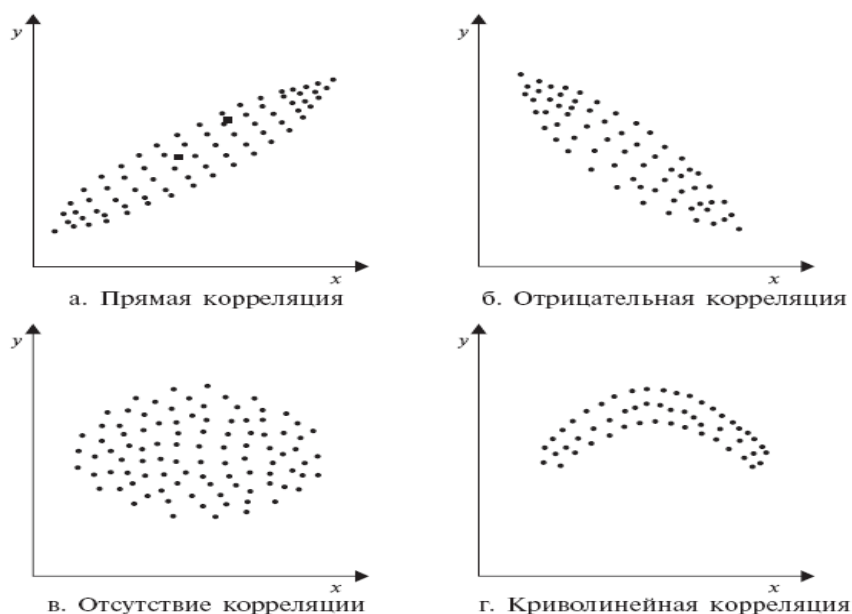 y
x
а. Прямая корреляция
y
x
б. Отрицательная корреляция
y
x
в. Отсутствие корреляции
y
x
г. Криволинейная корреляция